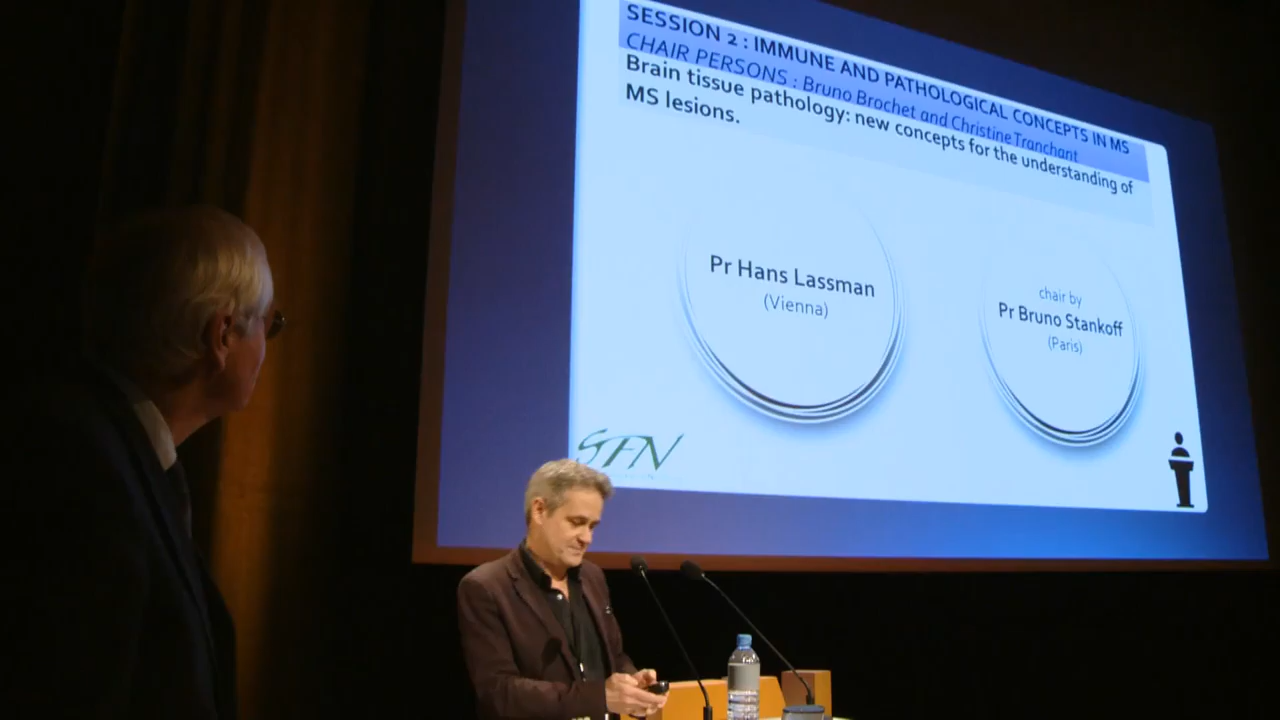 SESSION 2 : IMMUNE AND PATHOLOGICAL CONCEPTS IN MS
CHAIR PERSONS : Bruno Brochet and Christine Tranchant
Brain tissue pathology: new concepts for the understanding of
MS lesions.
Pr Hans Lassman
(Vienna)
chair by
Pr Bruno Stankoff
(Paris)
SFN